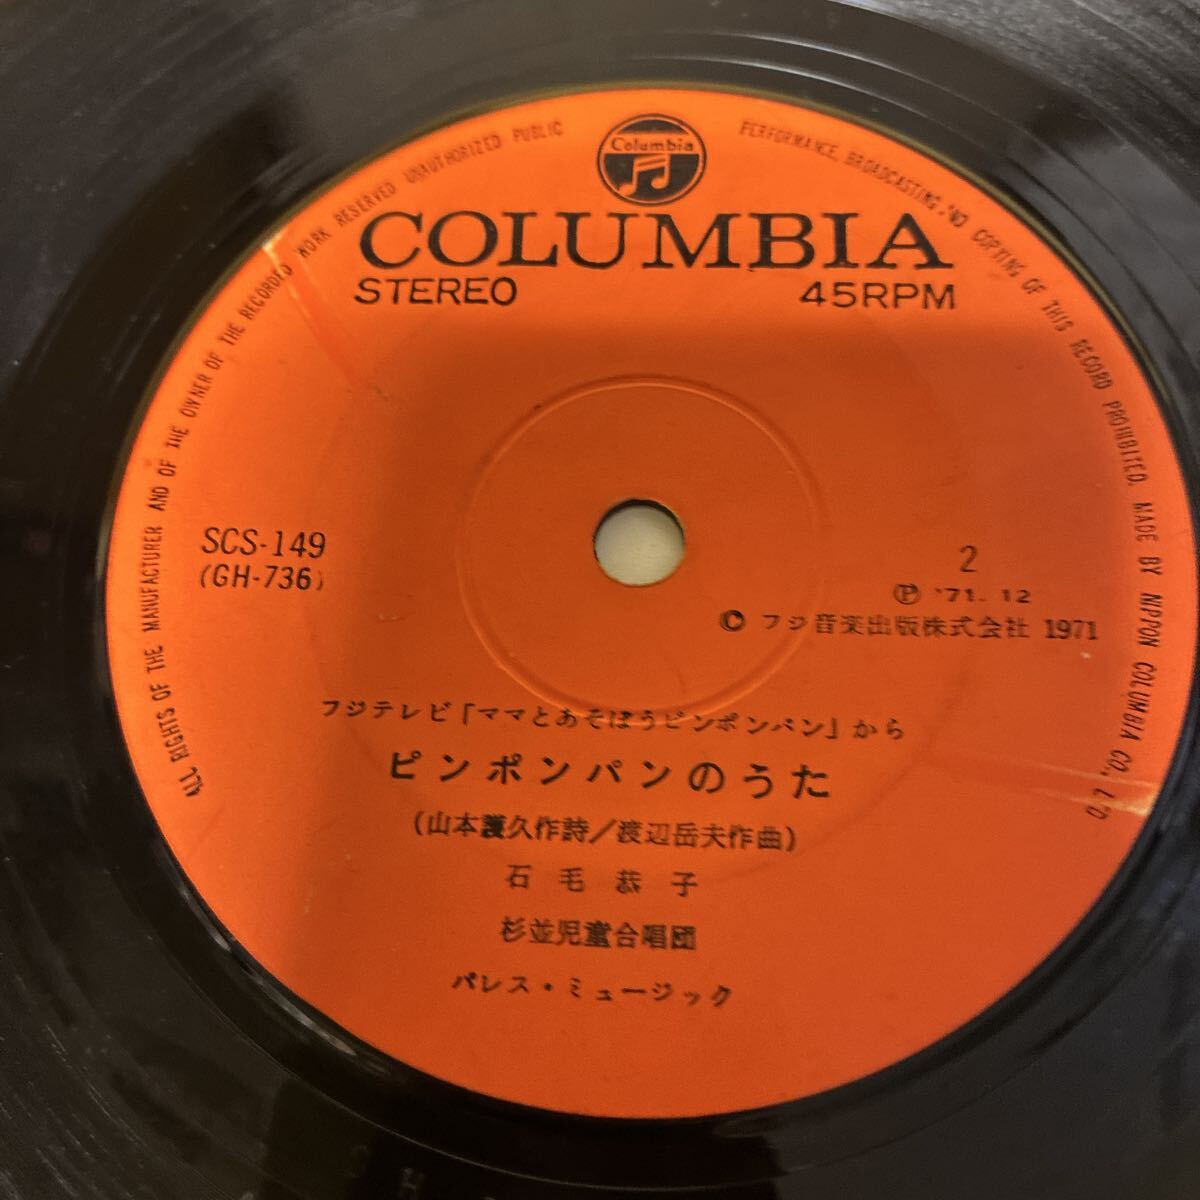 ALL RIGHTS OF THE MANUFACTURER AND OF THE OWNER OF THE RECORDED WORK RESERVED UNAUTHORIZED PUBLIC PERFORMANCE, BROADCASTING・NO COPYING OF THIS RECORD PROHIBITED. MADE BY NIPPON COLUMBIA CO., LTD
Columbia
COLUMBIA
STEREO 45RPM
SCS-149 2
(GH-736) Ⓟ '71. 12
© フジ音楽出版株式会社 1971
フジテレビ「ママとあそぼうピンポンパン」から
ピンポンパンのうた
(山本護久作詩/渡辺岳夫作曲)
石毛恭子
杉並児童合唱団
パレス・ミュージック